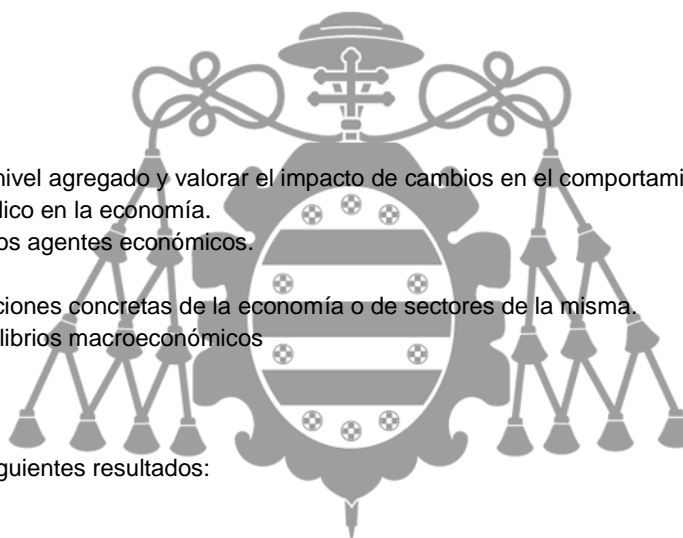 nivel agregado y valorar el impacto de cambios en el comportami
lico en la economía.
os agentes económicos.
ciones concretas de la economía o de sectores de la misma.
librios macroeconómicos
guientes resultados: